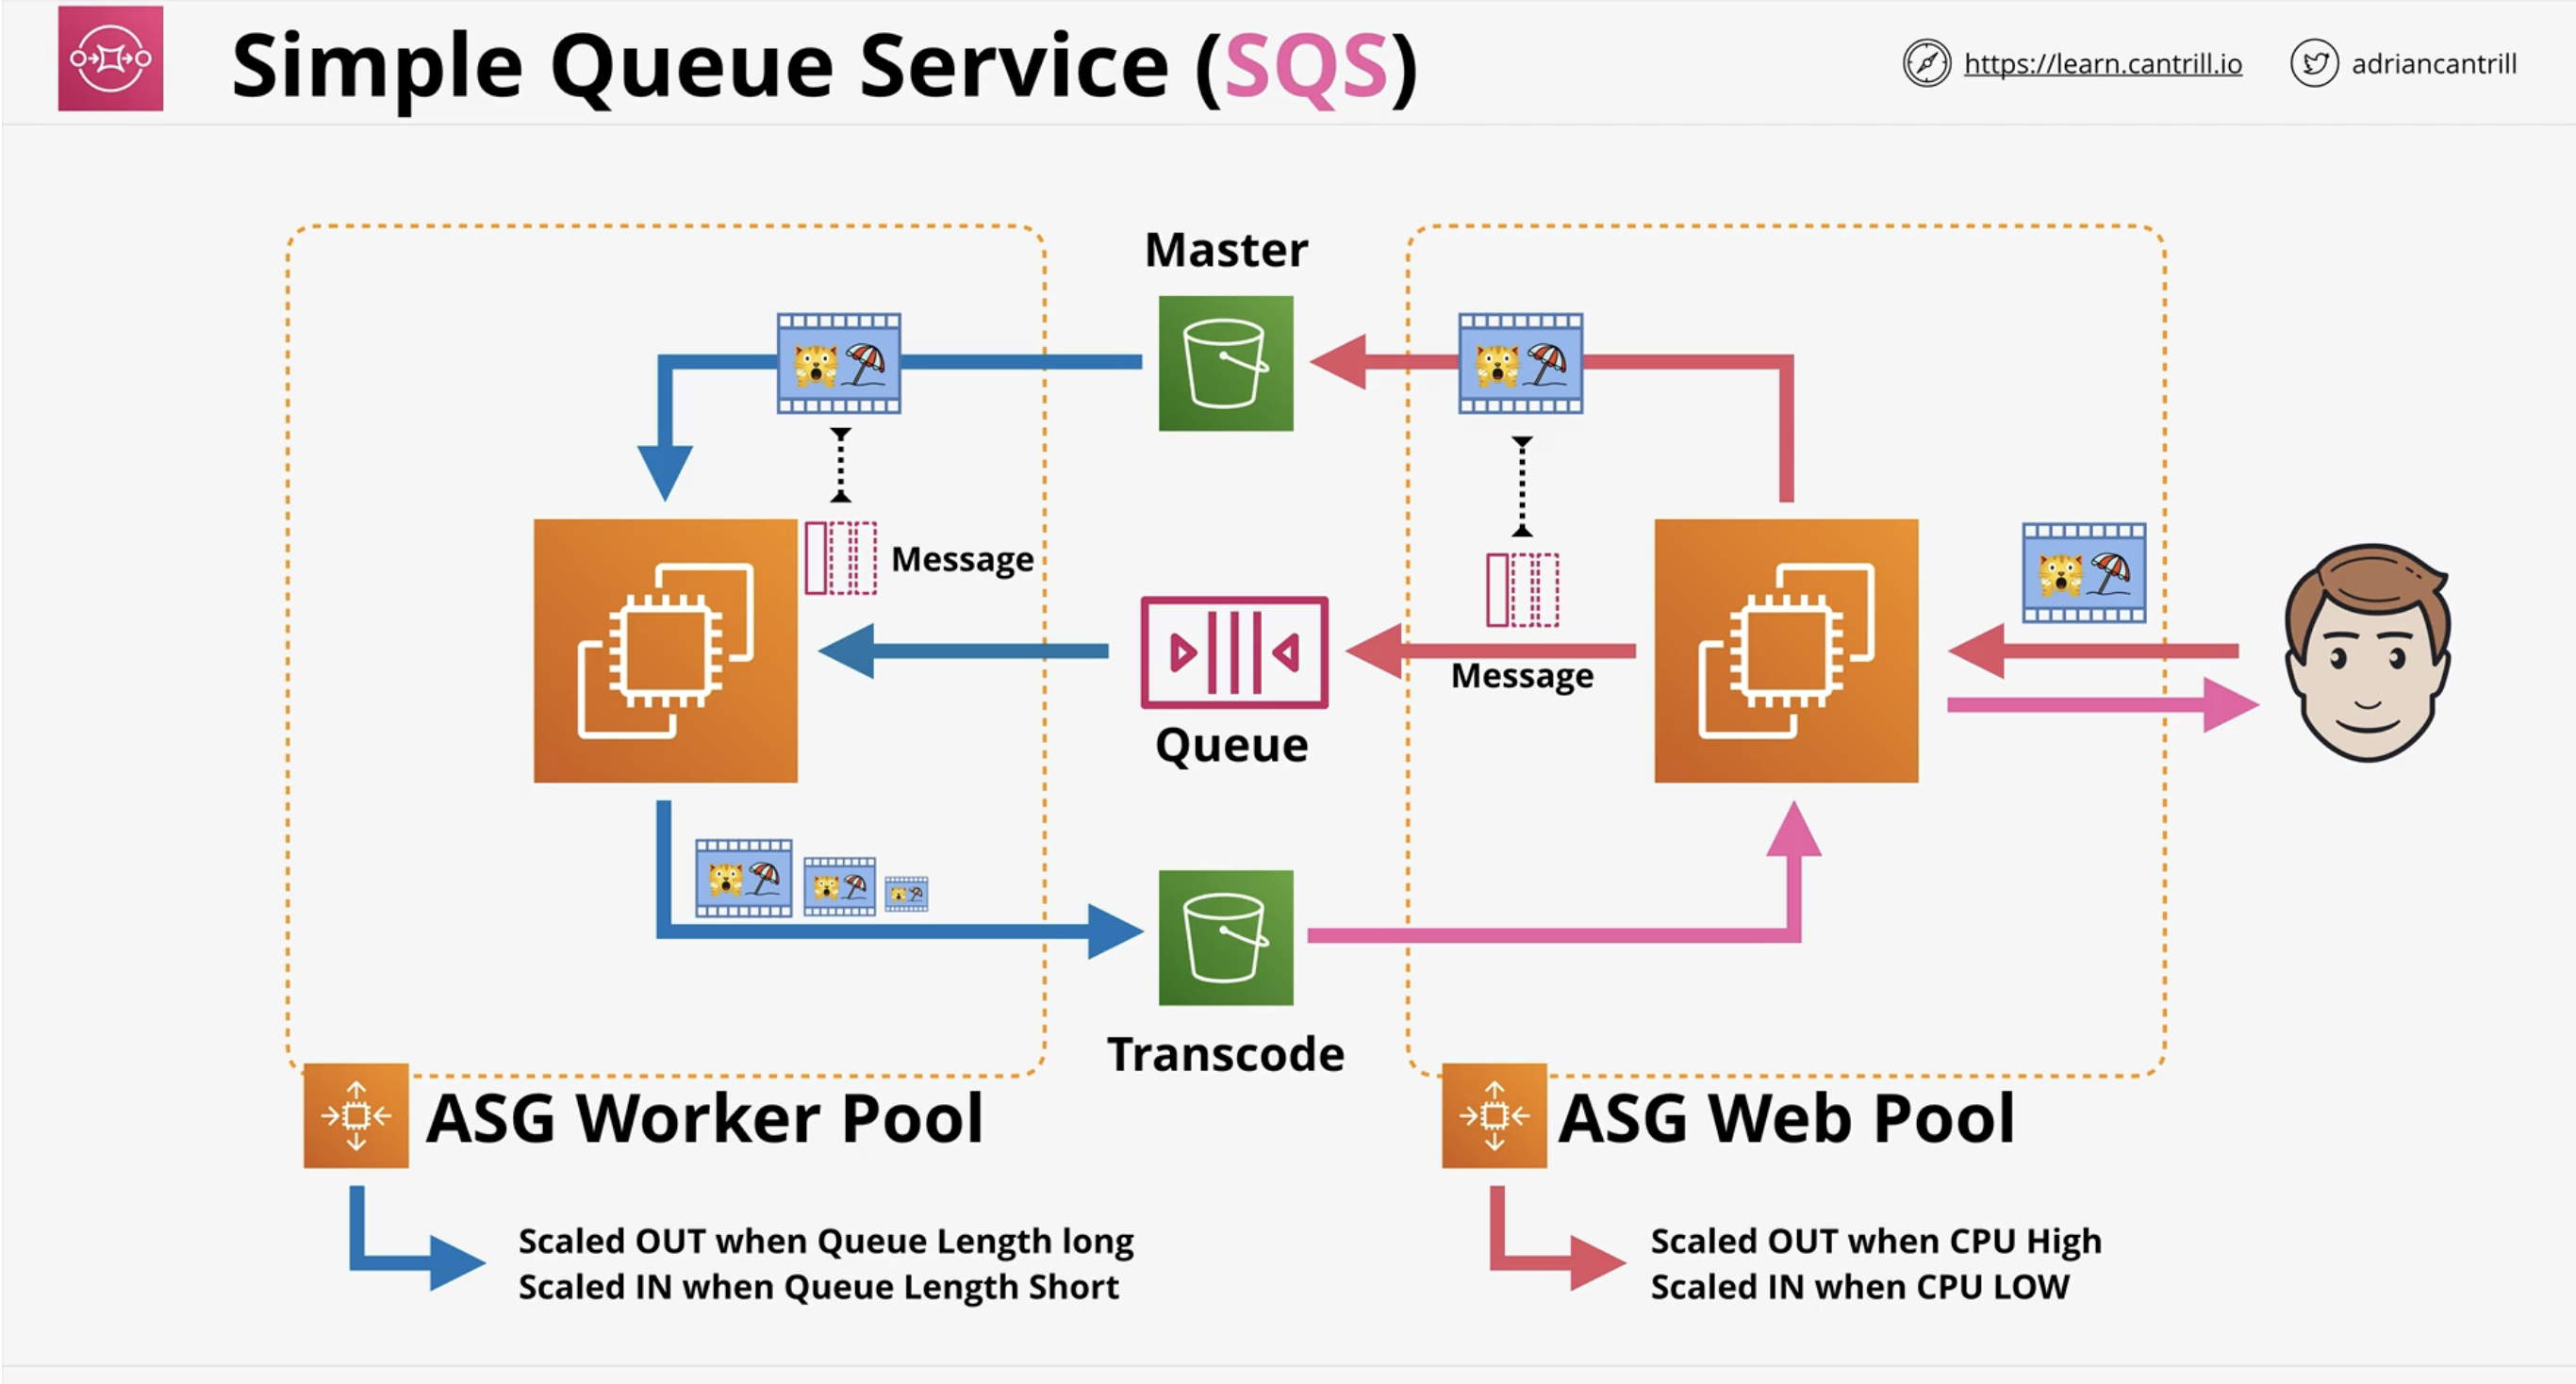 Simple Queue Service (SQS)
https://learn.cantrill.io
adriancantrill
Master
Message
Message
Queue
Transcode
ASG Worker Pool
ASG Web Pool
Scaled OUT when Queue Length long
Scaled IN when Queue Length Short
Scaled OUT when CPU High
Scaled IN when CPU LOW